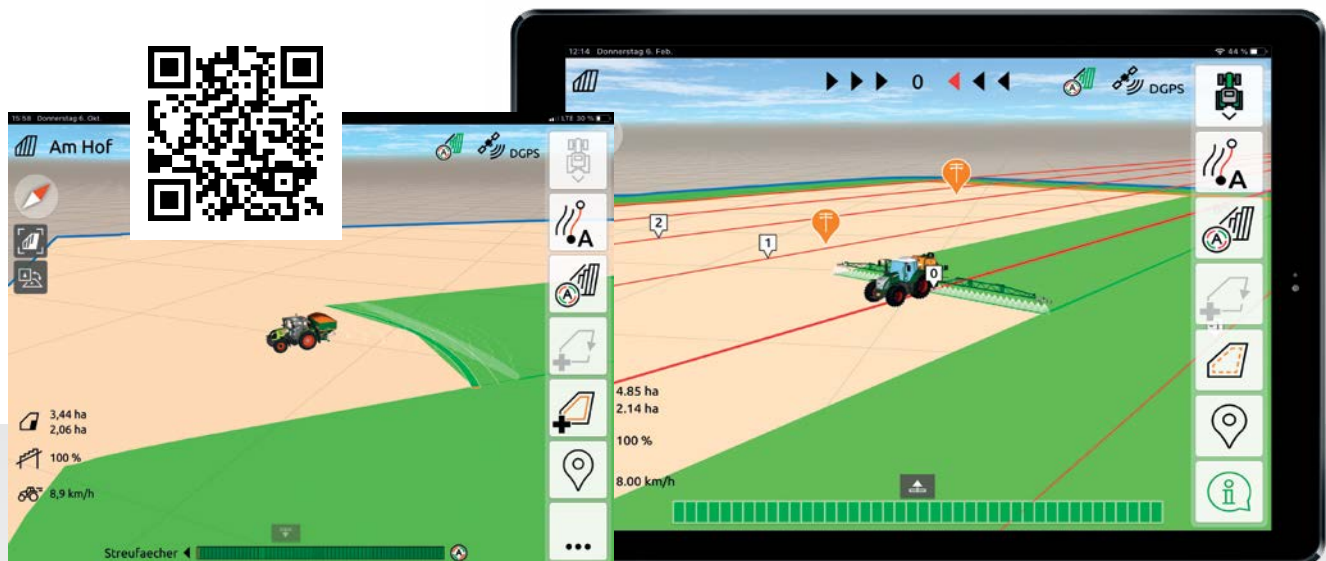 15:58 Donnerstag 6. Okt.
LTE 30 %
Am Hof
DGPS
A
A
A
3,44 ha
2,06 ha
100 %
8,9 km/h
Streufaecher
A
12:14 Donnerstag 6. Feb.
44 %
0
DGPS
A
A
A
2
1
0
4.85 ha
2.14 ha
100 %
8.00 km/h